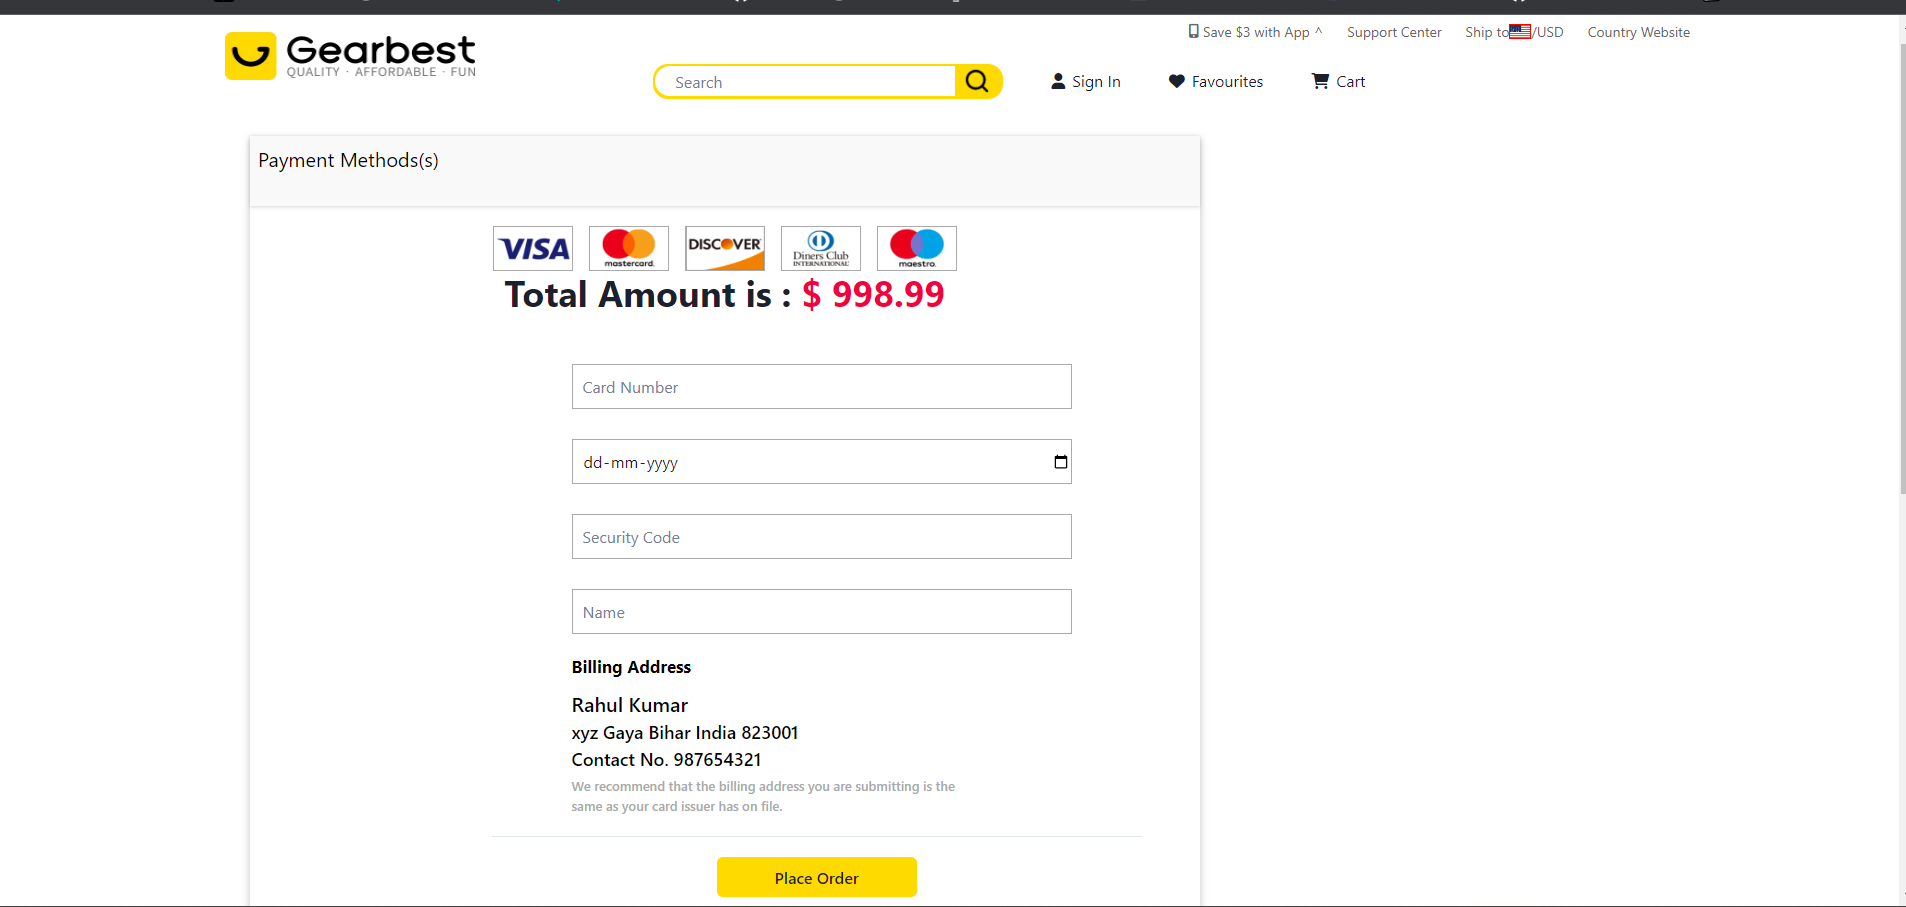 Save $3 with App ^ Support Center Ship to/USD Country Website
Gearbest
QUALITY · AFFORDABLE · FUN
Search Sign In Favourites Cart
Payment Methods(s)
VISA mastercard. DISCOVER Diners Club INTERNATIONAL maestro.
Total Amount is : $ 998.99
Card Number
dd-mm-yyyy
Security Code
Name
Billing Address
Rahul Kumar
xyz Gaya Bihar India 823001
Contact No. 987654321
We recommend that the billing address you are submitting is the
same as your card issuer has on file.
Place Order